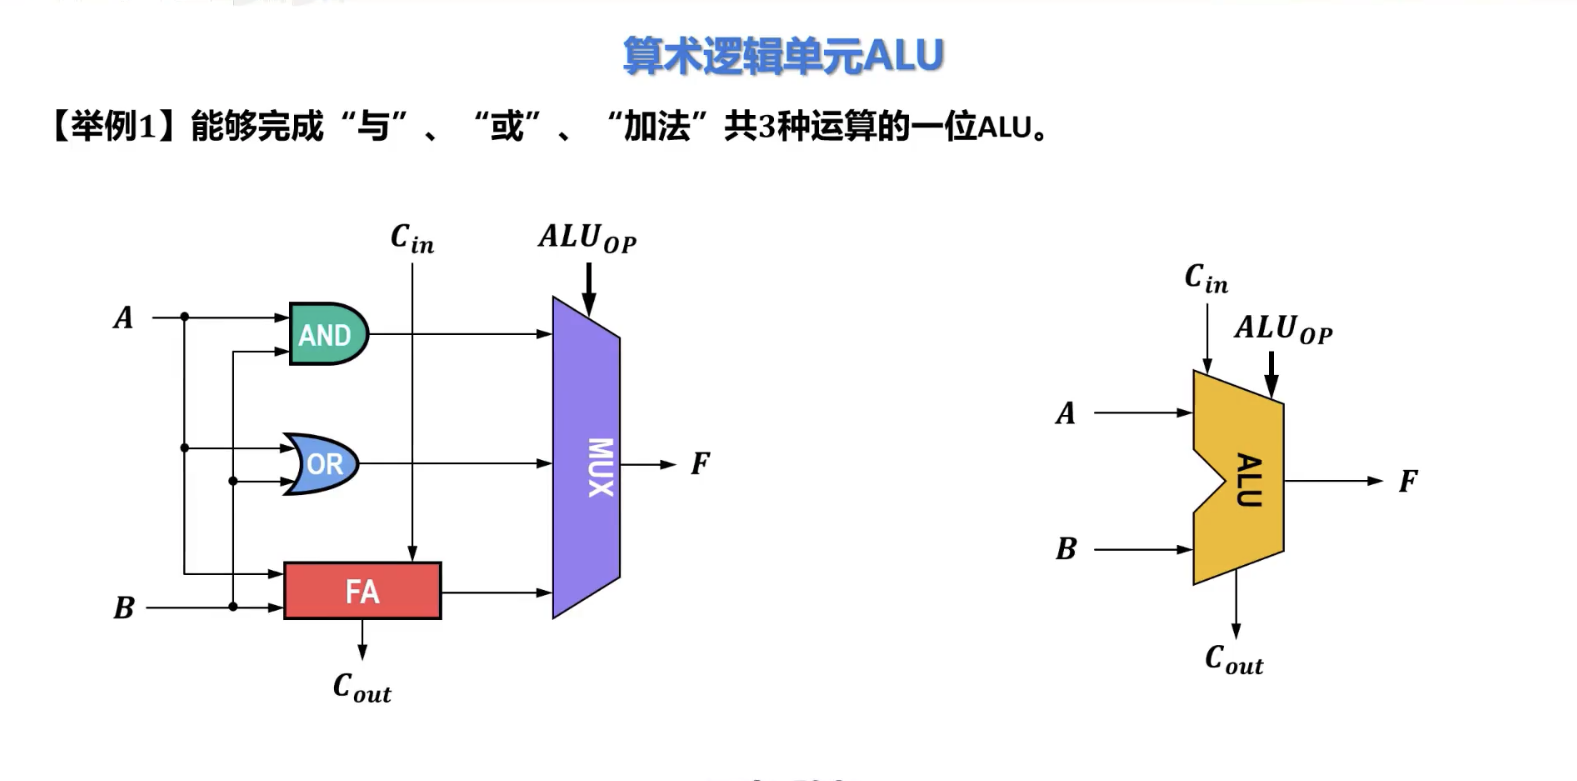 算术逻辑单元ALU
【举例1】能够完成“与”、“或”、“加法”共3种运算的一位ALU。
C_in
ALU_OP
A
AND
OR
MUX
F
B
FA
C_out
C_in
ALU_OP
A
ALU
F
B
C_out